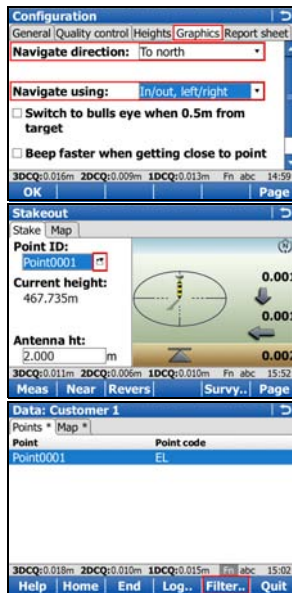 Configuration
General Quality control Heights Graphics Report sheet
Navigate direction: To north
Navigate using: In/out, left/right
Switch to bulls eye when 0.5m from
target
Beep faster when getting close to point
3DCQ:0.016m 2DCQ:0.009m 1DCQ:0.013m Fn abc 14:59
OK Page
Stakeout
Stake Map
Point ID:
Point0001
Current height:
467.735m
0.001
0.001
Antenna ht:
2.000 m
0.002
3DCQ:0.011m 2DCQ:0.006m 1DCQ:0.010m Fn abc 15:52
Meas Near Revers Survy.. Page
Data: Customer 1
Points * Map *
Point Point code
Point0001 EL
3DCQ:0.018m 2DCQ:0.010m 1DCQ:0.015m Fn abc 15:02
Help Home End Log.. Filter.. Quit